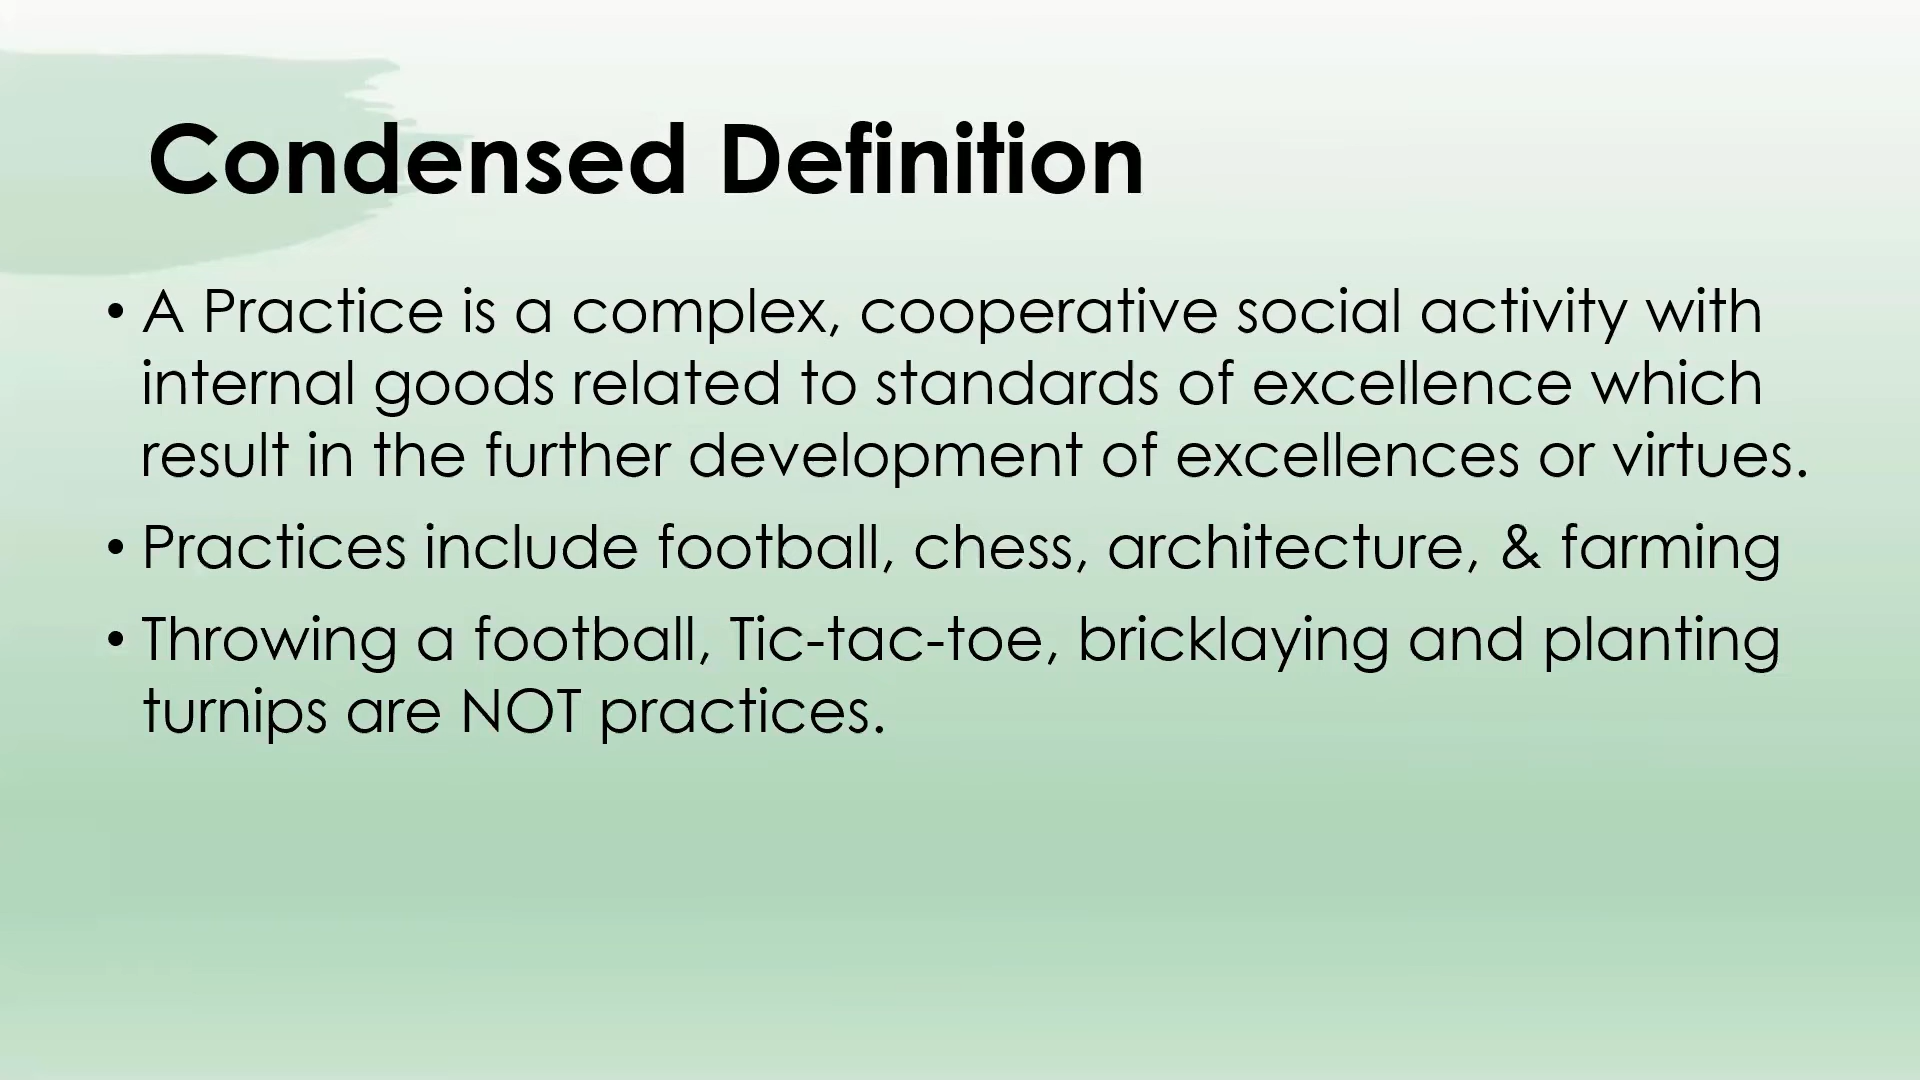 Condensed Definition
• A Practice is a complex, cooperative social activity with
internal goods related to standards of excellence which
result in the further development of excellences or virtues.
• Practices include football, chess, architecture, & farming
• Throwing a football, Tic-tac-toe, bricklaying and planting
turnips are NOT practices.